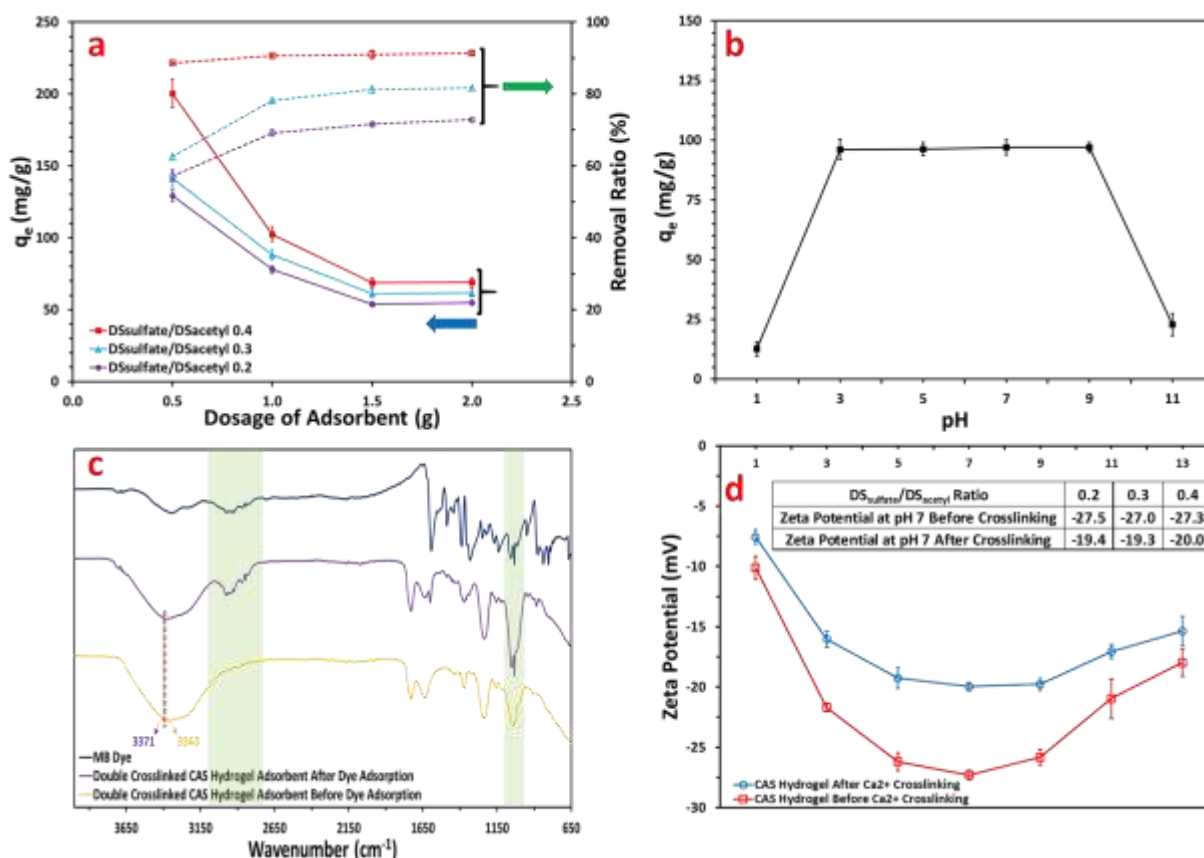 a
250
200
150
100
50
0
qe (mg/g)
100
80
60
40
20
0
Removal Ratio (%)
DSsulfate/DSacetyl 0.4
DSsulfate/DSacetyl 0.3
DSsulfate/DSacetyl 0.2
0.0 0.5 1.0 1.5 2.0 2.5
Dosage of Adsorbent (g)
b
150
125
100
75
50
25
0
qe (mg/g)
1 3 5 7 9 11
pH
c
3371 3343
MB Dye
Double Crosslinked CAS Hydrogel Adsorbent After Dye Adsorption
Double Crosslinked CAS Hydrogel Adsorbent Before Dye Adsorption
3650 3150 2650 2150 1650 1150 650
Wavenumber (cm-1)
d
0
-5
-10
-15
-20
-25
-30
Zeta Potential (mV)
1 3 5 7 9 11 13
DSsulfate/DSacetyl Ratio 0.2 0.3 0.4
Zeta Potential at pH 7 Before Crosslinking -27.5 -27.0 -27.3
Zeta Potential at pH 7 After Crosslinking -19.4 -19.3 -20.0
CAS Hydrogel After Ca2+ Crosslinking
CAS Hydrogel Before Ca2+ Crosslinking